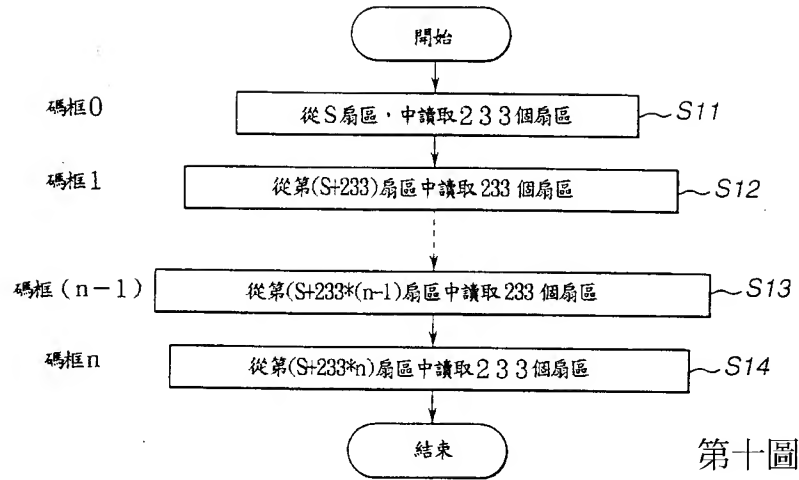 開始
碼框0
從S扇區,中讀取233個扇區
S11
碼框1
從第(S+233)扇區中讀取233個扇區
S12
碼框(n-1)
從第(S+233*(n-1)扇區中讀取233個扇區
S13
碼框n
從第(S+233*n)扇區中讀取233個扇區
S14
結束
第十圖